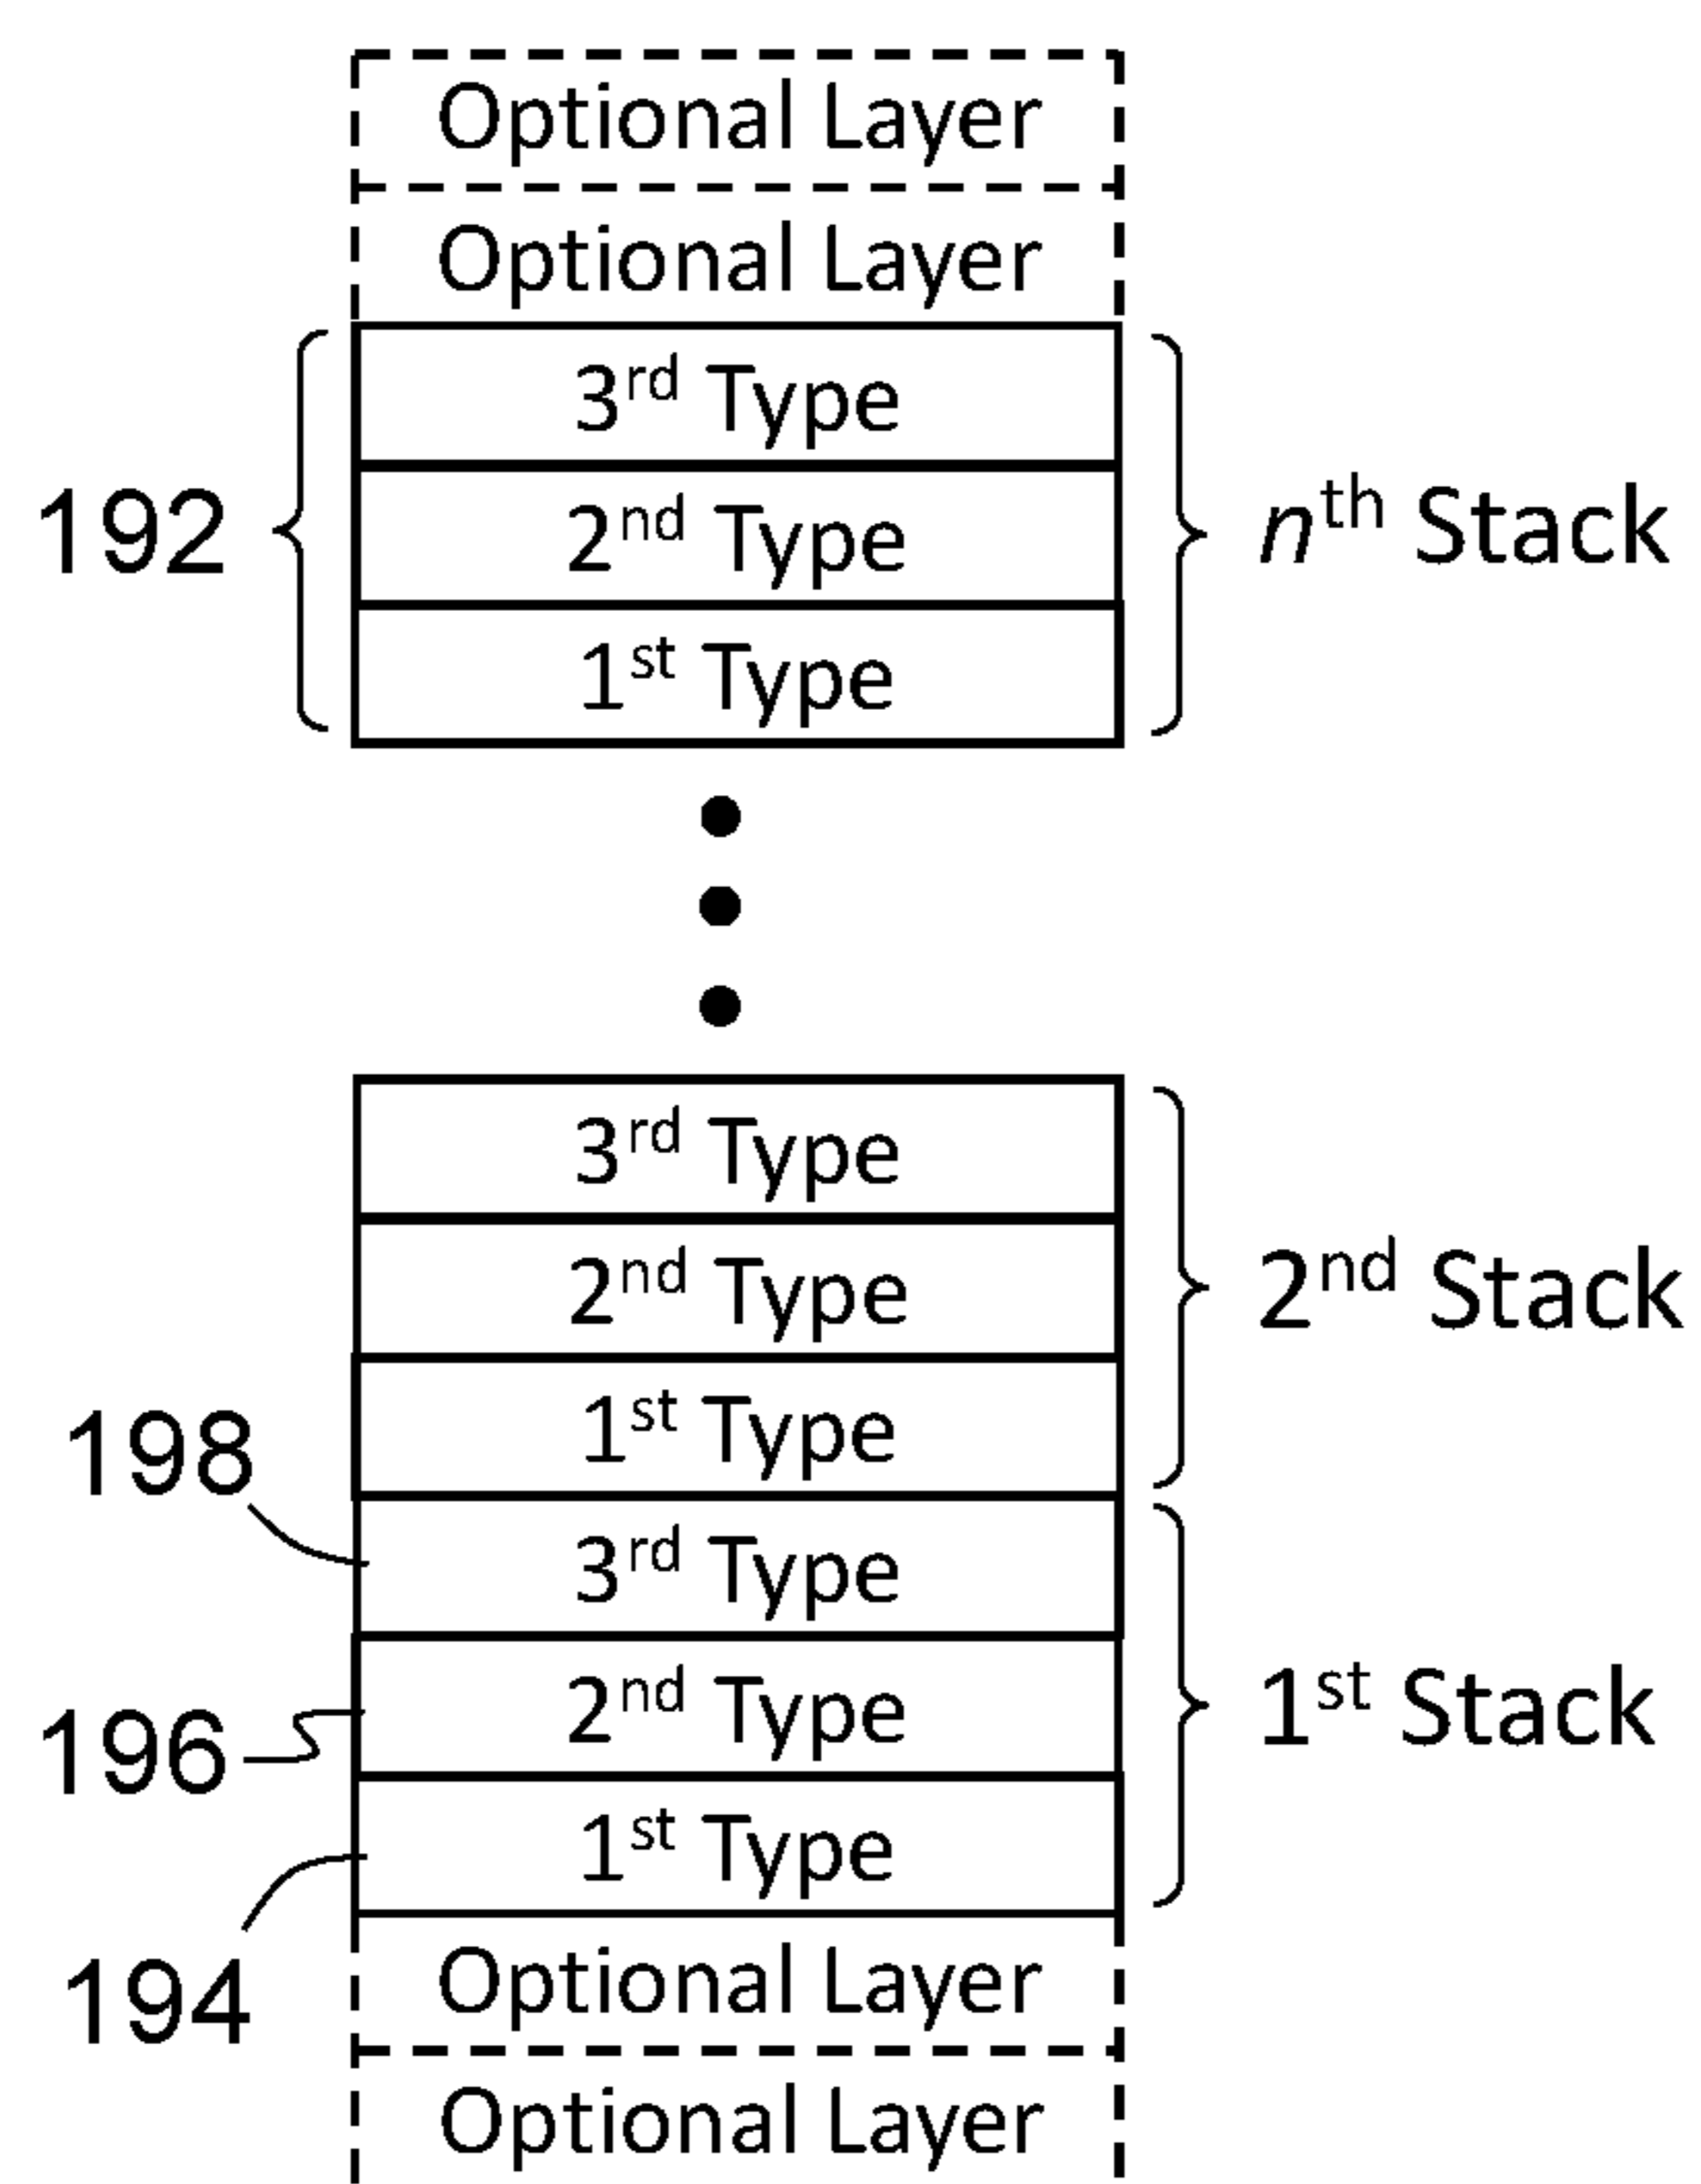 Optional Layer
Optional Layer
3rd Type
192
2nd Type
nth Stack
1st Type
3rd Type
2nd Type
2nd Stack
1st Type
198
3rd Type
196
2nd Type
1st Stack
1st Type
194
Optional Layer
Optional Layer